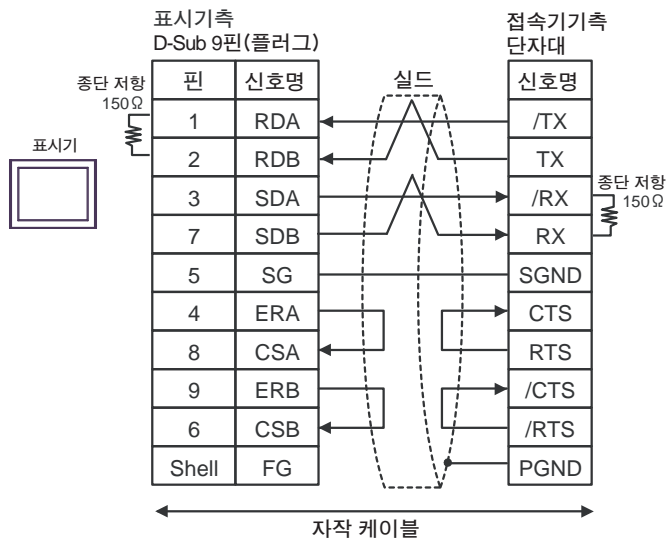 표시기측
D-Sub 9핀(플러그)
접속기기측
단자대
종단 저항
150Ω
표시기
핀 신호명 실드 신호명
1 RDA /TX
2 RDB TX
3 SDA /RX
7 SDB RX
종단 저항
150Ω
5 SG SGND
4 ERA CTS
8 CSA RTS
9 ERB /CTS
6 CSB /RTS
Shell FG PGND
자작 케이블